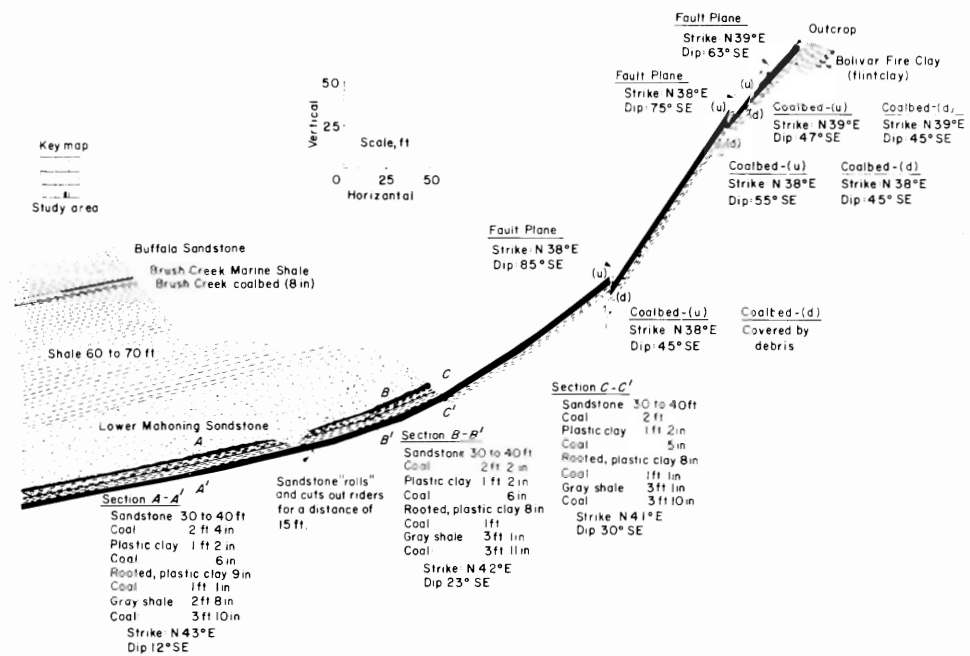 Fault Plane
Strike N39°E
Dip: 63° SE
Outcrop
Bolivar Fire Clay
(flintclay)
Fault Plane
Strike N38°E
Dip: 75° SE
(u)
(u)
(d)
(d)
Coalbed-(u)
Strike: N39°E
Dip 47° SE
Coalbed-(d)
Strike: N39°E
Dip: 45° SE
Coalbed-(u)
Strike: N38°E
Dip: 55° SE
Coalbed-(d)
Strike: N38°E
Dip: 45° SE
50
25
Vertical
Scale, ft
0 25 50
Horizontal
Key map
Study area
Fault Plane
Strike: N38°E
Dip: 85° SE
(u)
(d)
Coalbed-(u)
Strike N38°E
Dip: 45° SE
Coalbed-(d)
Covered by
debris
Buffala Sandstone
Brush Creek Marine Shale
Brush Creek coalbed (8 in)
Shale 60 to 70 ft
Lower Mahoning Sandstone
A
A'
B
B'
C
C'
Sandstone "rolls"
and cuts out riders
for a distance of
15 ft.
Section A-A'
Sandstone 30 to 40 ft
Coal 2 ft 4 in
Plastic clay 1 ft 2 in
Coal 6 in
Rooted, plastic clay 9 in
Coal 1 ft 1 in
Gray shale 2 ft 8 in
Coal 3 ft 10 in
Strike: N43°E
Dip 12° SE
Section B-B'
Sandstone 30 to 40 ft
Coal 2 ft 2 in
Plastic clay 1 ft 2 in
Coal 6 in
Rooted, plastic clay 8 in
Coal 1 ft
Gray shale 3 ft 1 in
Coal 3 ft 11 in
Strike: N42°E
Dip 23° SE
Section C-C'
Sandstone 30 to 40 ft
Coal 2 ft
Plastic clay 1 ft 2 in
Coal 5 in
Rooted, plastic clay 8 in
Coal 1 ft 1 in
Gray shale 3 ft 1 in
Coal 3 ft 10 in
Strike: N41°E
Dip 30° SE